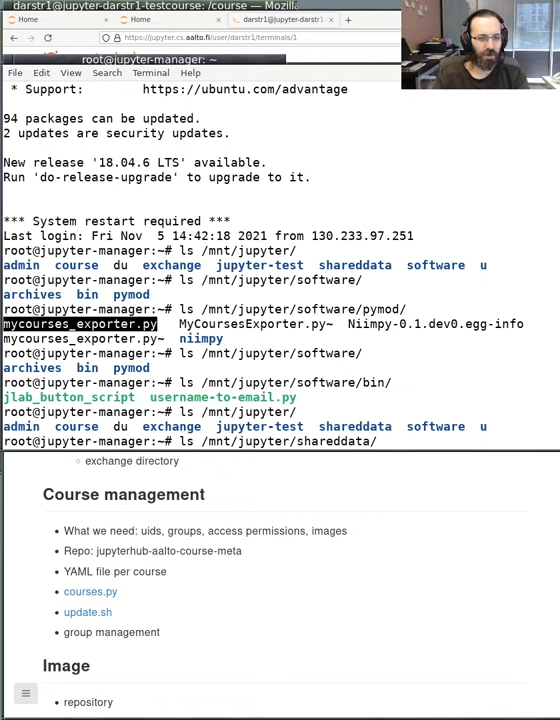 darstr1@jupyter-darstr1-testcourse: /course — Mozilla
Home × Home × darstr1@jupyter-darstr1- × +
https://jupyter.cs.aalto.fi/user/darstr1/terminals/1
root@jupyter-manager: ~
File Edit View Search Terminal Help
* Support: https://ubuntu.com/advantage
94 packages can be updated.
2 updates are security updates.
New release '18.04.6 LTS' available.
Run 'do-release-upgrade' to upgrade to it.
*** System restart required ***
Last login: Fri Nov 5 14:42:18 2021 from 130.233.97.251
root@jupyter-manager:~# ls /mnt/jupyter/
admin course du exchange jupyter-test shareddata software u
root@jupyter-manager:~# ls /mnt/jupyter/software/
archives bin pymod
root@jupyter-manager:~# ls /mnt/jupyter/software/pymod/
mycourses_exporter.py MyCoursesExporter.py~ Niimpy-0.1.dev0.egg-info
mycourses_exporter.py~ niimpy
root@jupyter-manager:~# ls /mnt/jupyter/software/
archives bin pymod
root@jupyter-manager:~# ls /mnt/jupyter/software/bin/
jlab_button_script username-to-email.py
root@jupyter-manager:~# ls /mnt/jupyter/
admin course du exchange jupyter-test shareddata software u
root@jupyter-manager:~# ls /mnt/jupyter/shareddata/
exchange directory
Course management
• What we need: uids, groups, access permissions, images
• Repo: jupyterhub-aalto-course-meta
• YAML file per course
• courses.py
• update.sh
• group management
Image
• repository